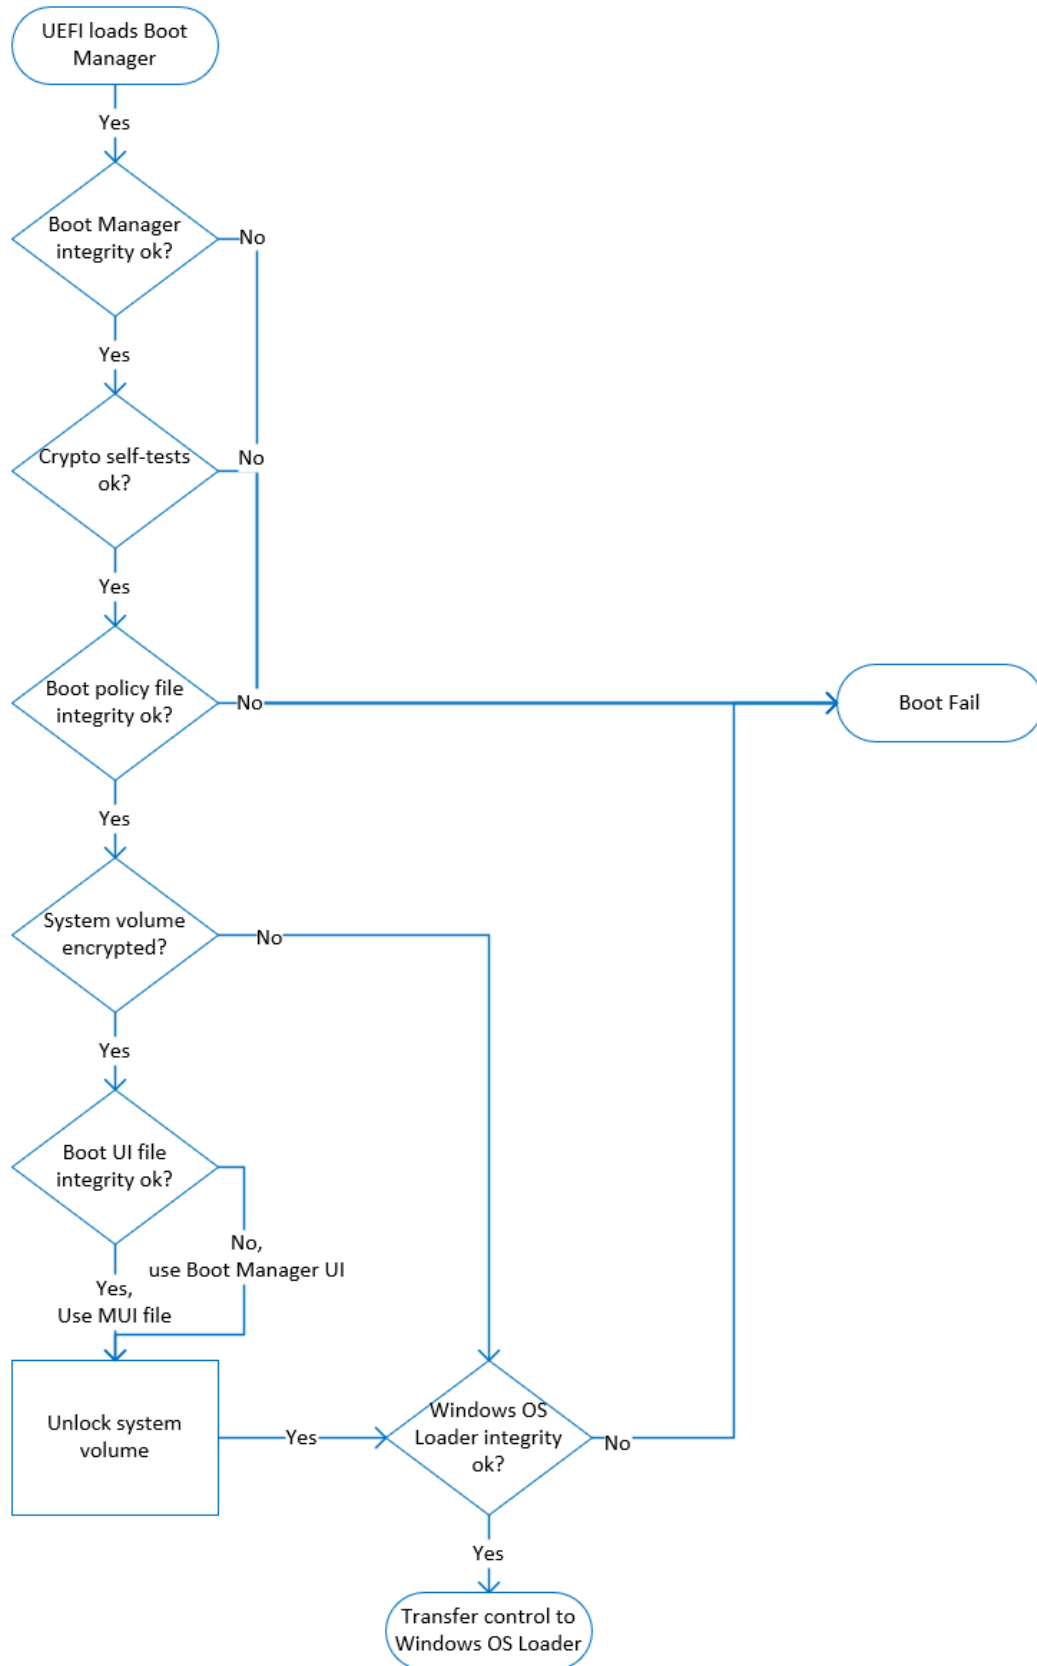 UEFI loads Boot
Manager
Yes
Boot Manager
integrity ok?
No
Yes
Crypto self-tests
ok?
No
Yes
Boot policy file
integrity ok?
No
Boot Fail
Yes
System volume
encrypted?
No
Yes
Boot UI file
integrity ok?
No,
use Boot Manager UI
Yes,
Use MUI file
Unlock system
volume
Yes
Windows OS
Loader integrity
ok?
No
Yes
Transfer control to
Windows OS Loader